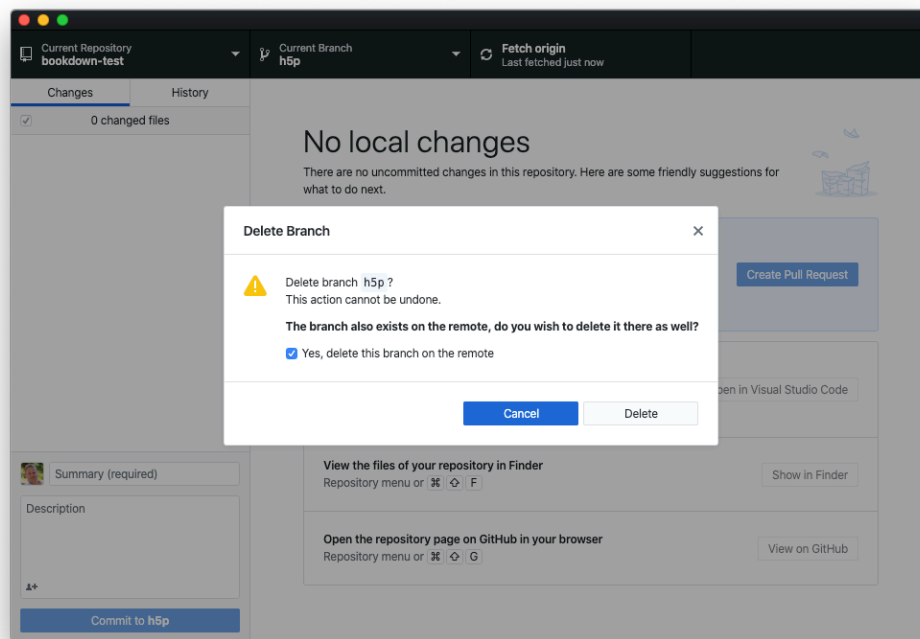 Current Repository
bookdown-test
Current Branch
h5p
Fetch origin
Last fetched just now
Changes
History
0 changed files
No local changes
There are no uncommitted changes in this repository. Here are some friendly suggestions for
what to do next.
Create Pull Request
Delete Branch
Delete branch h5p ?
This action cannot be undone.
The branch also exists on the remote, do you wish to delete it there as well?
Yes, delete this branch on the remote
Cancel
Delete
in Visual Studio Code
View the files of your repository in Finder
Repository menu or ⌘ ⇧ F
Show in Finder
Open the repository page on GitHub in your browser
Repository menu or ⌘ ⇧ G
View on GitHub
Summary (required)
Description
Commit to h5p